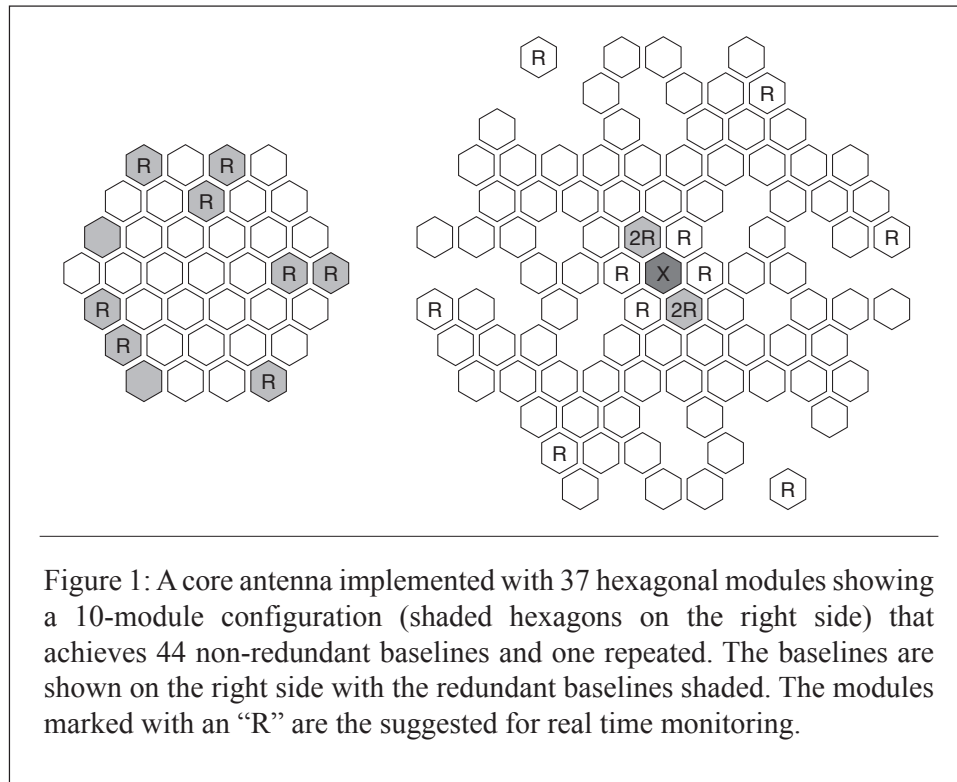 R
R R
R
R
2R R
R R
R X R
R R
R 2R
R
R
R
R
Figure 1: A core antenna implemented with 37 hexagonal modules showing
a 10-module configuration (shaded hexagons on the right side) that
achieves 44 non-redundant baselines and one repeated. The baselines are
shown on the right side with the redundant baselines shaded. The modules
marked with an “R” are the suggested for real time monitoring.